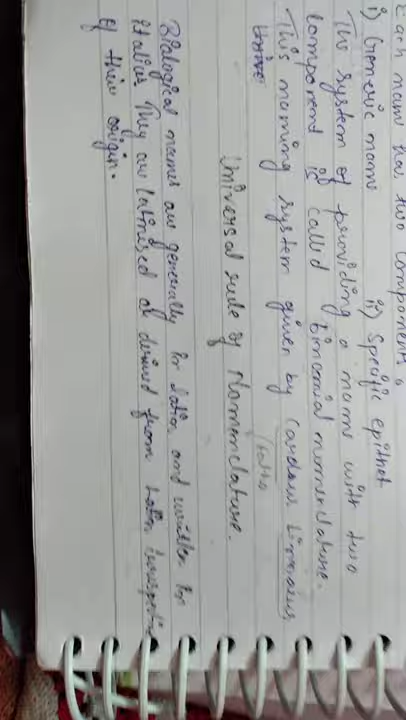 Each name has two components
i) Generic name ii) Specific epithet
The system of providing a name with two
component is called binomial nomenclature.
This naming system given by Carolus Linnaeus
Universal rule of Nomenclature.
Biological names are generally in Latin and written in
italics They are latinised or derived from Latin irrespective
of their origin.